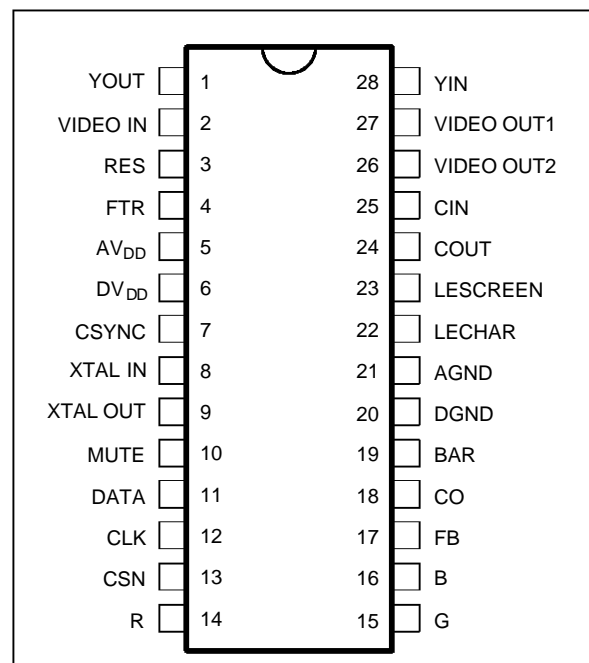 YOUT 1 28 YIN
VIDEO IN 2 27 VIDEO OUT1
RES 3 26 VIDEO OUT2
FTR 4 25 CIN
AVDD 5 24 COUT
DVDD 6 23 LESCREEN
CSYNC 7 22 LECHAR
XTAL IN 8 21 AGND
XTAL OUT 9 20 DGND
MUTE 10 19 BAR
DATA 11 18 CO
CLK 12 17 FB
CSN 13 16 B
R 14 15 G